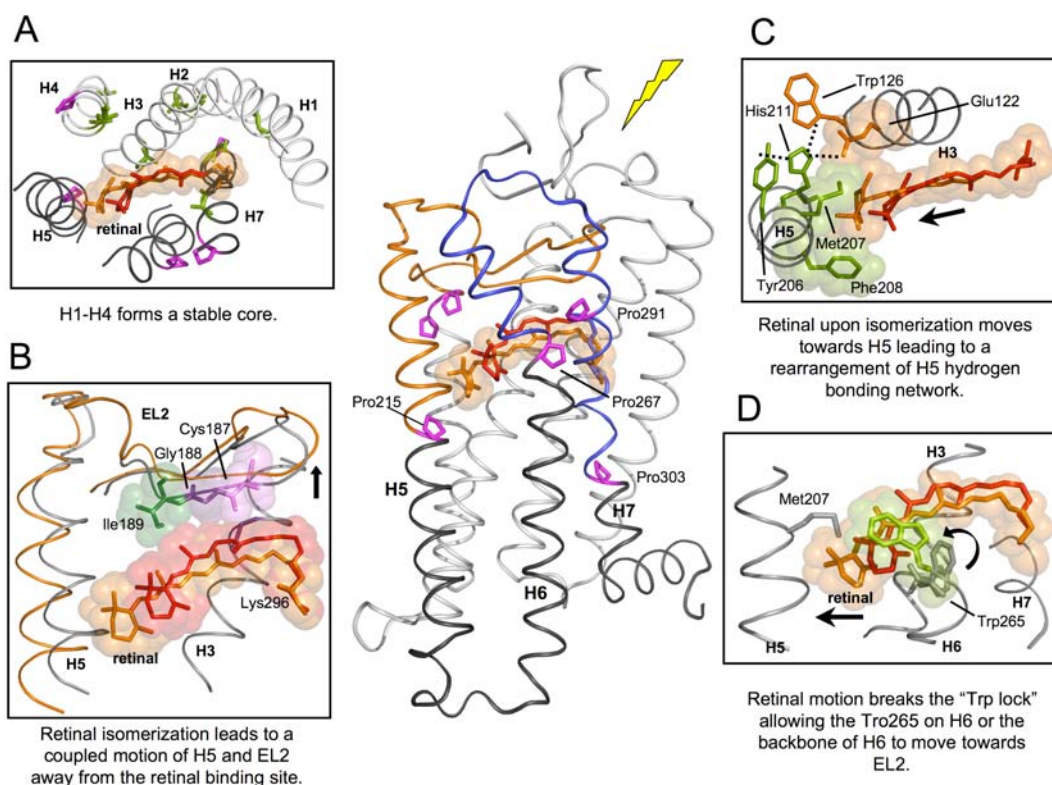 A
H4
H3
H2
H1
H5
retinal
H7
H1-H4 forms a stable core.
B
EL2
Cys187
Gly188
Ile189
Lys296
H5
retinal
H3
Retinal isomerization leads to a
coupled motion of H5 and EL2
away from the retinal binding site.
Pro291
Pro215
Pro267
Pro303
H5
H7
H6
C
Trp126
His211
Glu122
H3
H5
Met207
Tyr206
Phe208
Retinal upon isomerization moves
towards H5 leading to a
rearrangement of H5 hydrogen
bonding network.
D
H3
Met207
retinal
H7
Trp265
H5
H6
Retinal motion breaks the “Trp lock”
allowing the Tro265 on H6 or the
backbone of H6 to move towards
EL2.